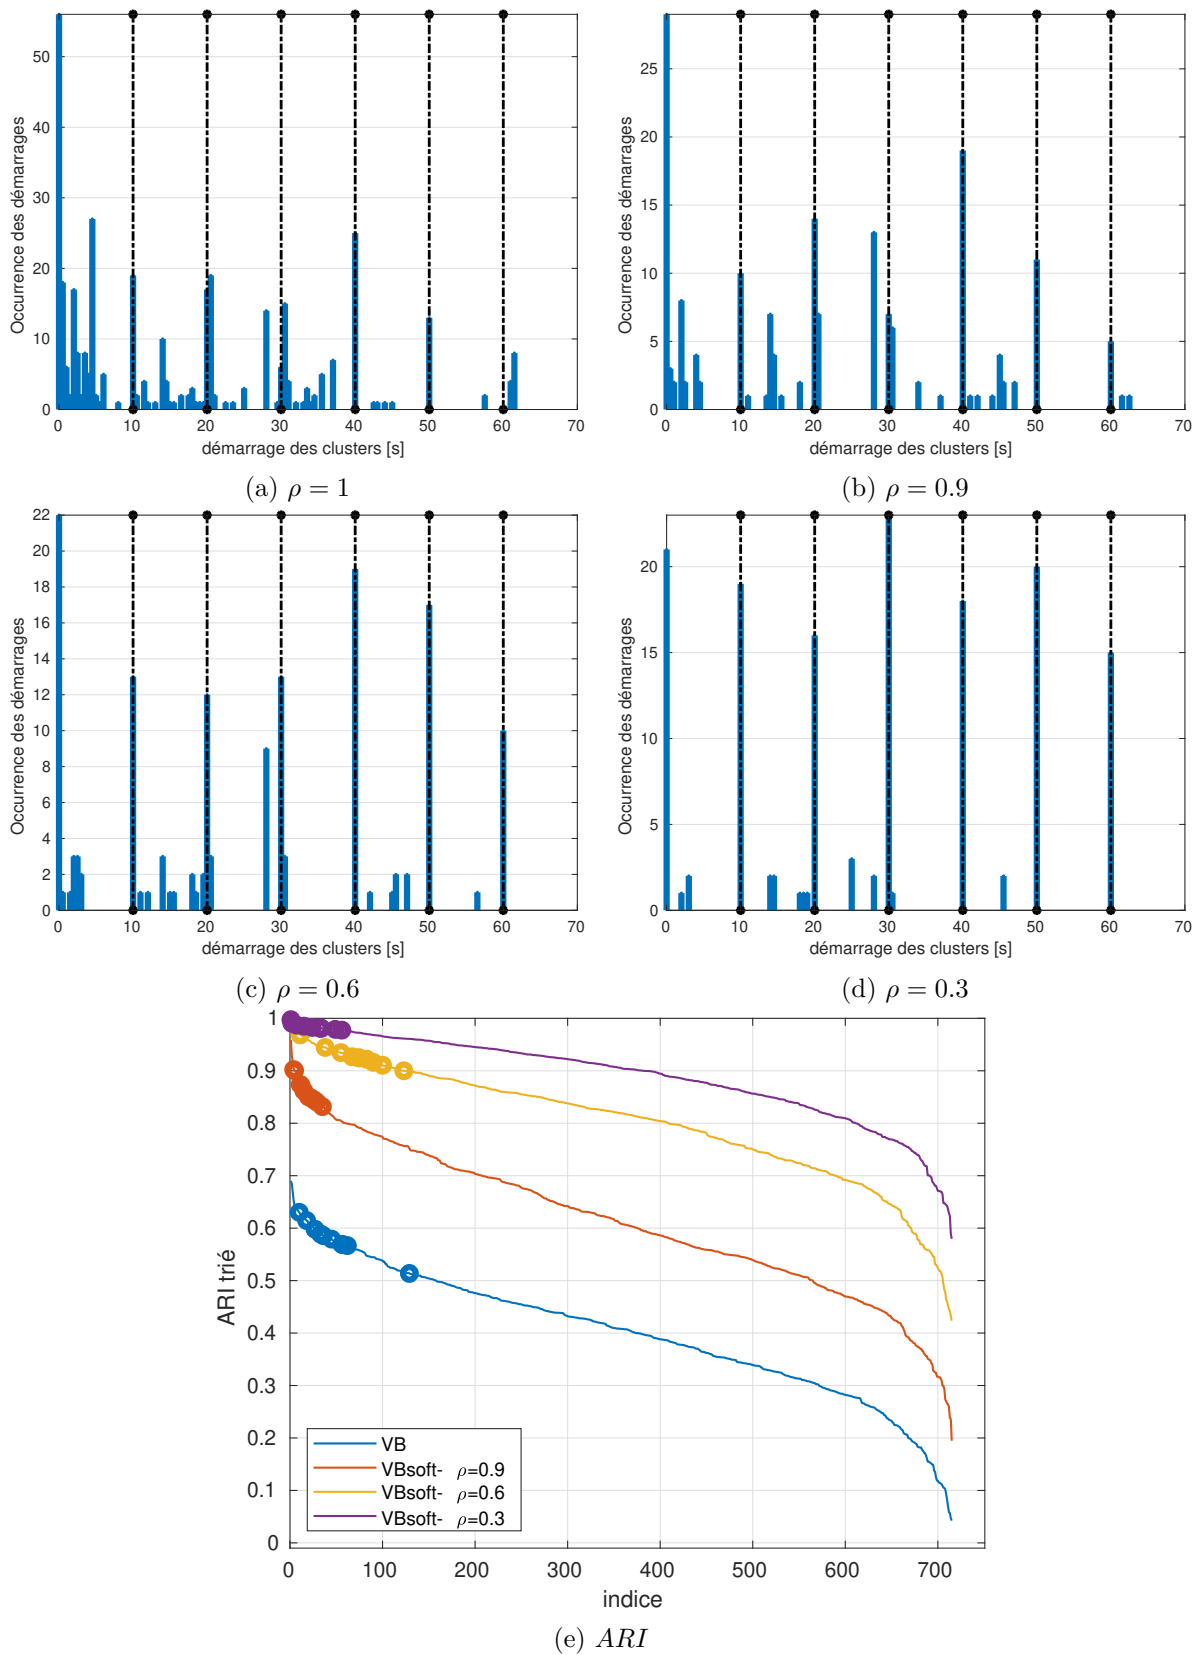 50
40
30
20
10
0
Occurrence des démarrages
0 10 20 30 40 50 60 70
démarrage des clusters [s]
(a) ρ = 1
25
20
15
10
5
0
Occurrence des démarrages
0 10 20 30 40 50 60 70
démarrage des clusters [s]
(b) ρ = 0.9
22
20
18
16
14
12
10
8
6
4
2
0
Occurrence des démarrages
0 10 20 30 40 50 60 70
démarrage des clusters [s]
(c) ρ = 0.6
20
15
10
5
0
Occurrence des démarrages
0 10 20 30 40 50 60 70
démarrage des clusters [s]
(d) ρ = 0.3
1
0.9
0.8
0.7
0.6
0.5
0.4
0.3
0.2
0.1
0
ARI trié
VB
VBsoft- ρ=0.9
VBsoft- ρ=0.6
VBsoft- ρ=0.3
0 100 200 300 400 500 600 700
indice
(e) ARI